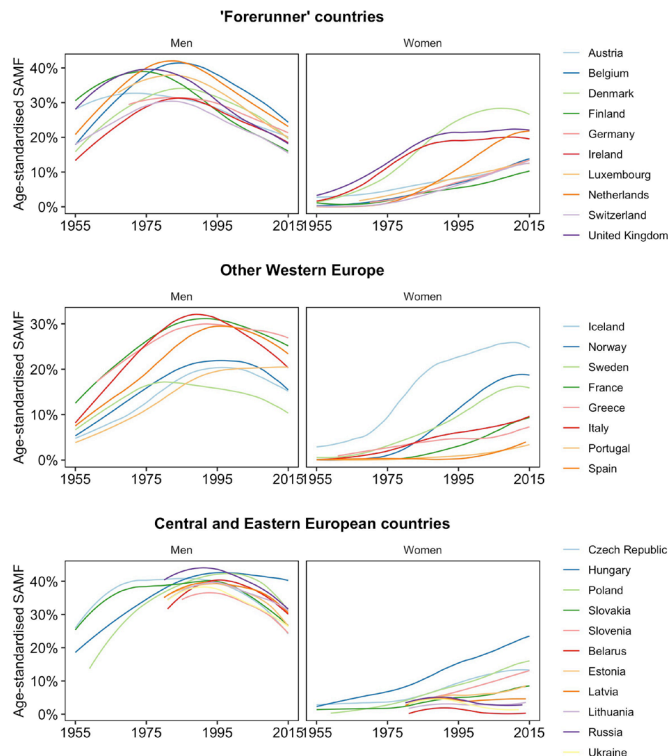 'Forerunner' countries
Men
Women
Age-standardised SAMF
40%
30%
20%
10%
0%
1955
1975
1995
2015
1955
1975
1995
2015
Austria
Belgium
Denmark
Finland
Germany
Ireland
Luxembourg
Netherlands
Switzerland
United Kingdom
Other Western Europe
Men
Women
Age-standardised SAMF
30%
20%
10%
0%
1955
1975
1995
2015
1955
1975
1995
2015
Iceland
Norway
Sweden
France
Greece
Italy
Portugal
Spain
Central and Eastern European countries
Men
Women
Age-standardised SAMF
40%
30%
20%
10%
0%
1955
1975
1995
2015
1955
1975
1995
2015
Czech Republic
Hungary
Poland
Slovakia
Slovenia
Belarus
Estonia
Latvia
Lithuania
Russia
Ukraine